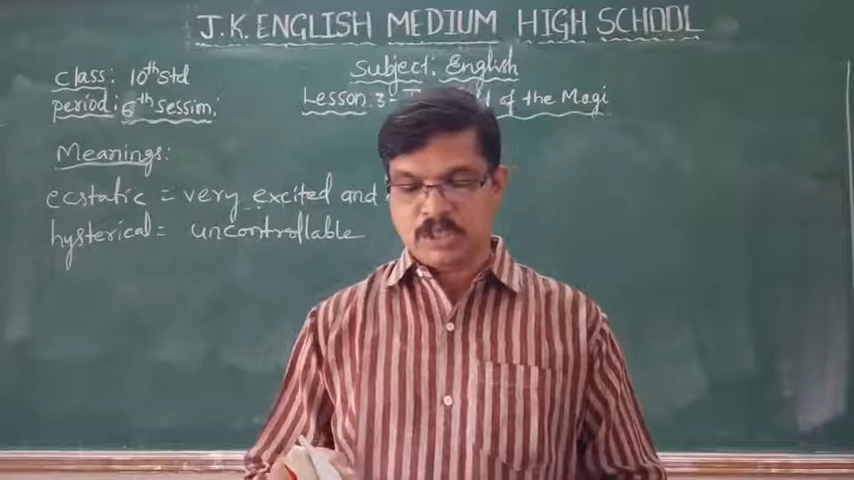 J.K. ENGLISH MEDIUM HIGH SCHOOL
Class: 10th std
Subject: English
period: 6th Session.
Lesson 3:- of the Magi
Meanings:
ecstatic = very excited and
hysterical = uncontrollable